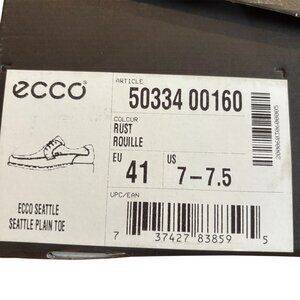 ecco
ARTICLE
50334 00160
COLOUR
RUST
ROUILLE
EU
41
US
7-7.5
UPC/EAN
ECCO SEATTLE
SEATTLE PLAIN TOE
7 37427 83859 5